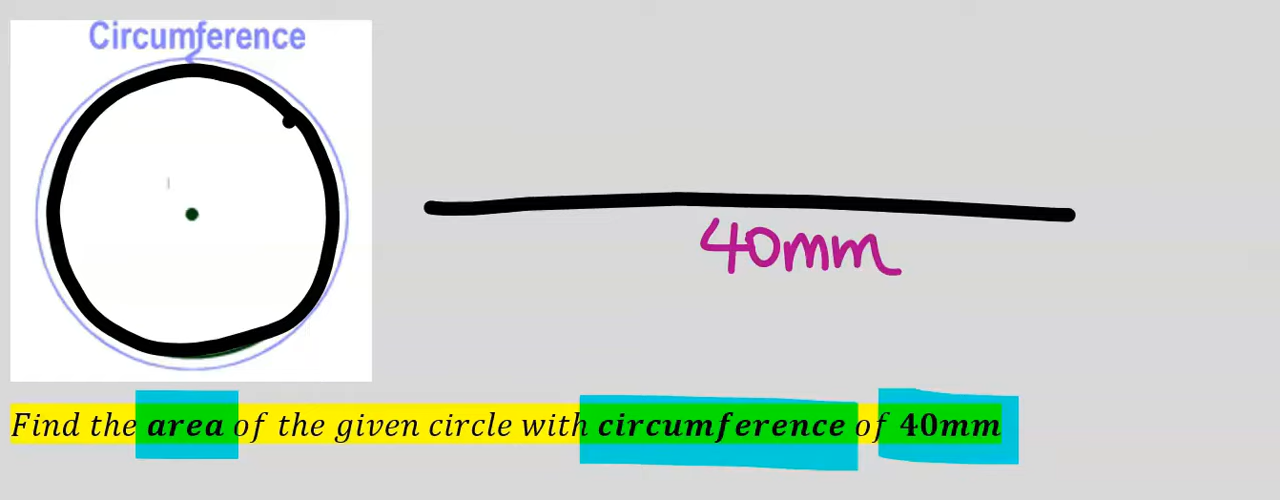 Circumference
40mm
Find the area of the given circle with circumference of 40mm